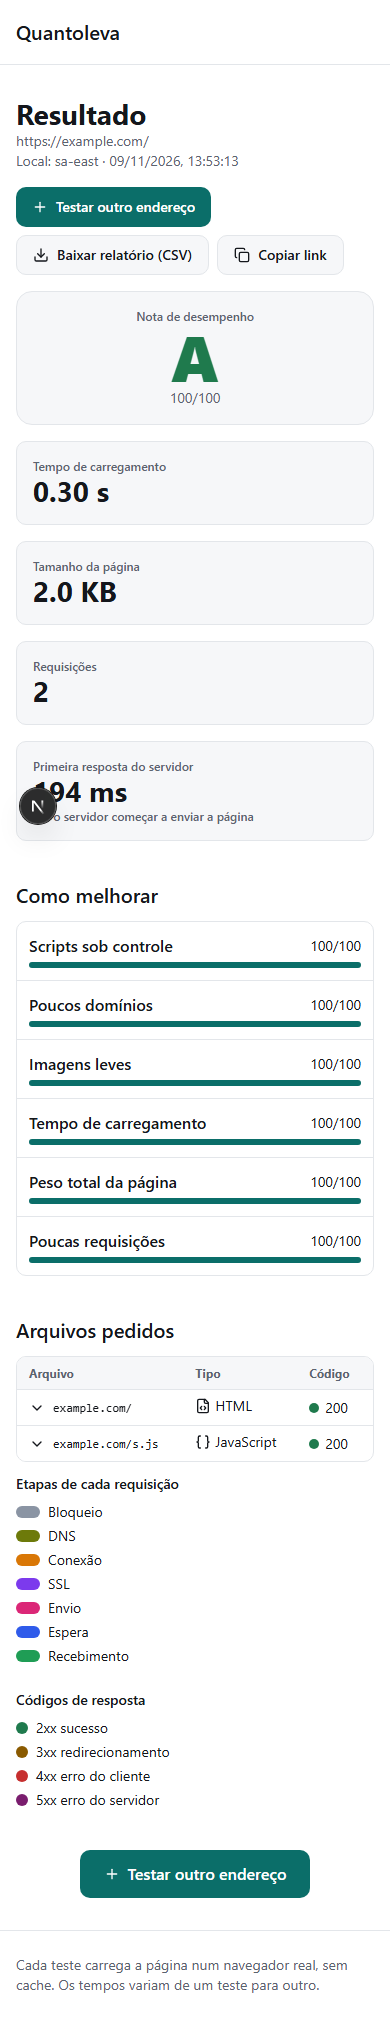 Quantoleva
Resultado
https://example.com/
Local: sa-east · 09/11/2026, 13:53:13
+ Testar outro endereço
Baixar relatório (CSV)
Copiar link
Nota de desempenho
A
100/100
Tempo de carregamento
0.30 s
Tamanho da página
2.0 KB
Requisições
2
Primeira resposta do servidor
194 ms
o servidor começar a enviar a página
N
Como melhorar
Scripts sob controle 100/100
Poucos domínios 100/100
Imagens leves 100/100
Tempo de carregamento 100/100
Peso total da página 100/100
Poucas requisições 100/100
Arquivos pedidos
Arquivo Tipo Código
example.com/ HTML 200
example.com/s.js JavaScript 200
Etapas de cada requisição
Bloqueio
DNS
Conexão
SSL
Envio
Espera
Recebimento
Códigos de resposta
2xx sucesso
3xx redirecionamento
4xx erro do cliente
5xx erro do servidor
+ Testar outro endereço
Cada teste carrega a página num navegador real, sem
cache. Os tempos variam de um teste para outro.